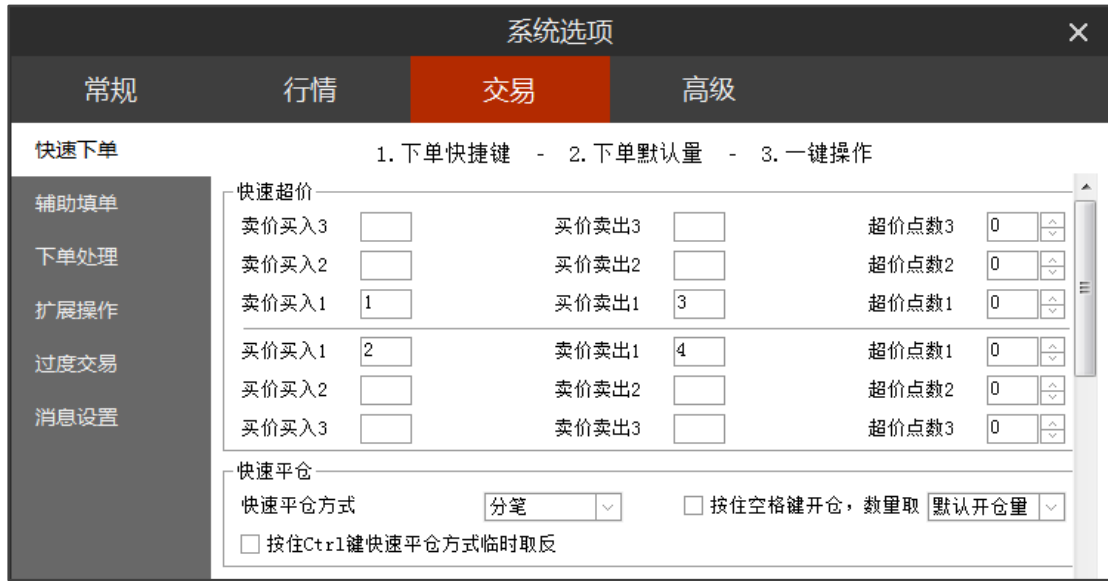 系统选项
常规 行情 交易 高级
快速下单
辅助填单
下单处理
扩展操作
过度交易
消息设置
1.下单快捷键 - 2.下单默认量 - 3.一键操作
快速超价
卖价买入3 买价卖出3 超价点数3 0
卖价买入2 买价卖出2 超价点数2 0
卖价买入1 1 买价卖出1 3 超价点数1 0
买价买入1 2 卖价卖出1 4 超价点数1 0
买价买入2 卖价卖出2 超价点数2 0
买价买入3 卖价卖出3 超价点数3 0
快速平仓
快速平仓方式 分笔 按住空格键开仓，数量取 默认开仓量
按住Ctrl键快速平仓方式临时取反